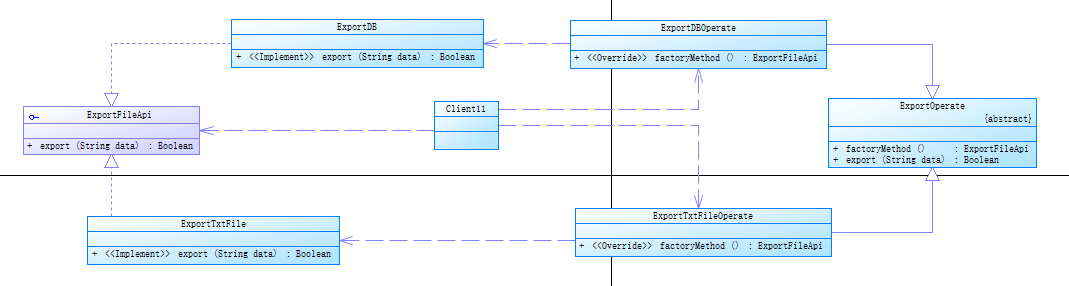 ExportDB
+ <<Implement>> export (String data) : Boolean
ExportDBOperate
+ <<Override>> factoryMethod () : ExportFileApi
ExportFileApi
+ export (String data) : Boolean
Client11
ExportOperate
{abstract}
+ factoryMethod () : ExportFileApi
+ export (String data) : Boolean
ExportTxtFile
+ <<Implement>> export (String data) : Boolean
ExportTxtFileOperate
+ <<Override>> factoryMethod () : ExportFileApi